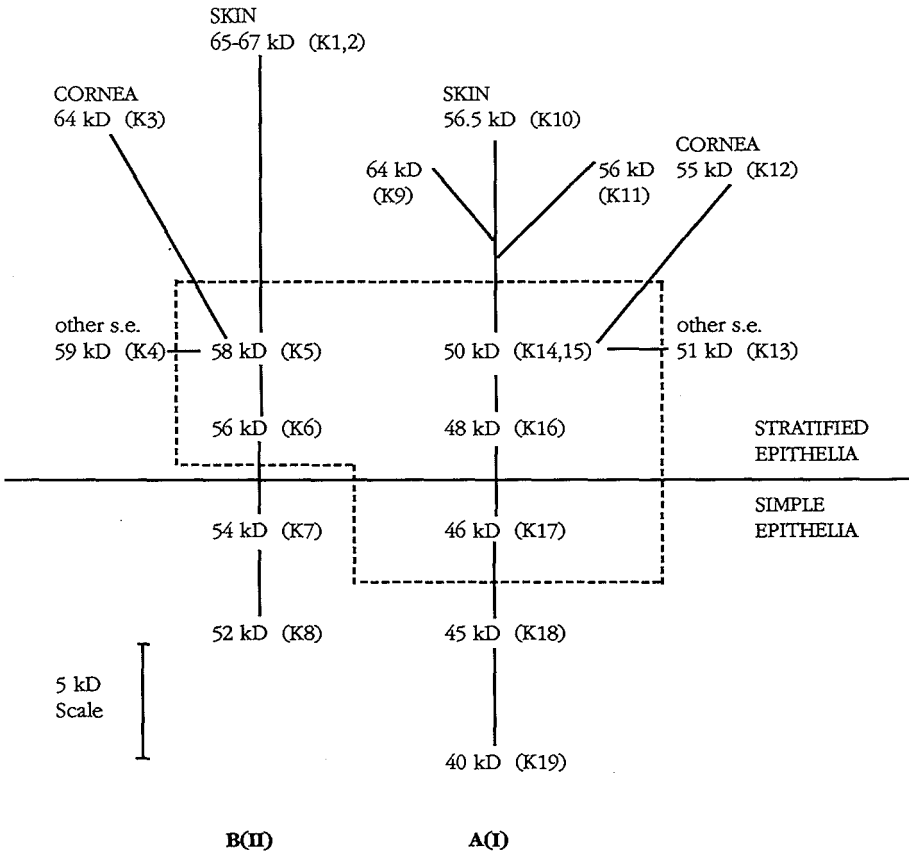 SKIN
65-67 kD (K1,2)
CORNEA
64 kD (K3)
SKIN
56.5 kD (K10)
CORNEA
55 kD (K12)
64 kD
(K9)
56 kD
(K11)
other s.e.
59 kD (K4)
58 kD (K5)
50 kD (K14,15)
other s.e.
51 kD (K13)
56 kD (K6)
48 kD (K16)
STRATIFIED
EPITHELIA
SIMPLE
EPITHELIA
54 kD (K7)
46 kD (K17)
52 kD (K8)
45 kD (K18)
5 kD
Scale
40 kD (K19)
B(II)
A(I)